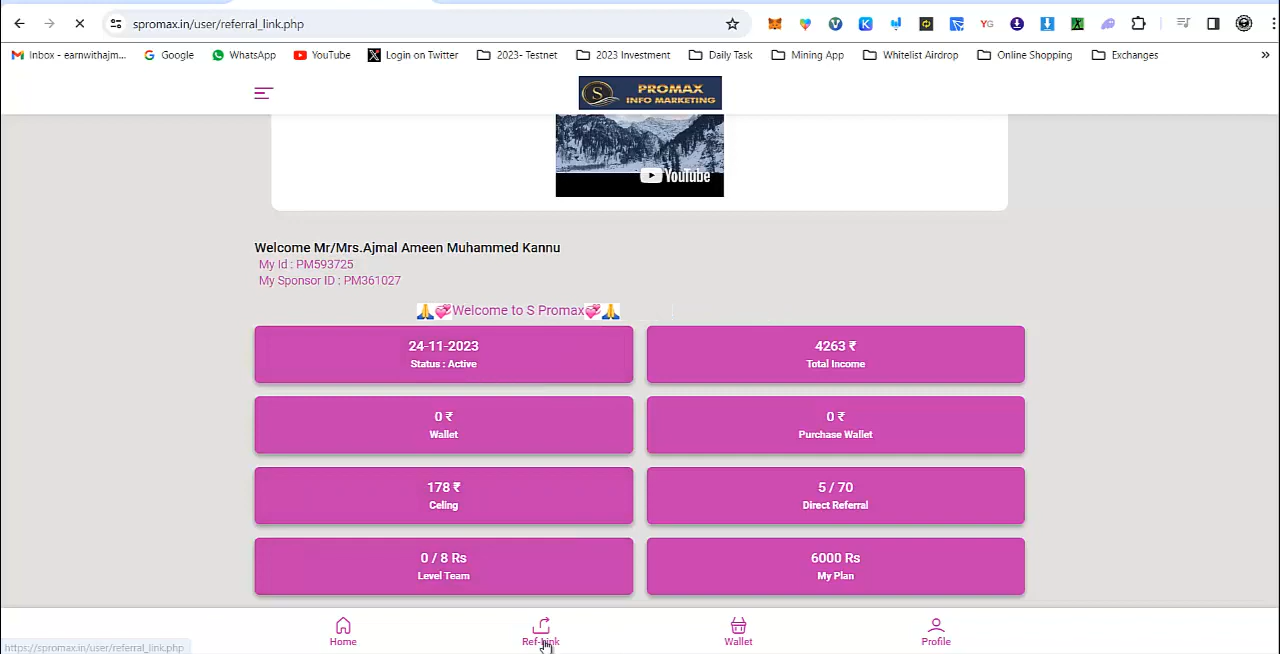 spromax.in/user/referral_link.php
YG
Inbox - earnwithajm...
Google
WhatsApp
YouTube
Login on Twitter
2023- Testnet
2023 Investment
Daily Task
Mining App
Whitelist Airdrop
Online Shopping
Exchanges
»
S PROMAX
INFO MARKETING
YouTube
Welcome Mr/Mrs.Ajmal Ameen Muhammed Kannu
My Id : PM593725
My Sponsor ID : PM361027
🙏💞Welcome to S Promax💞🙏
24-11-2023
Status : Active
4263 ₹
Total Income
0 ₹
Wallet
0 ₹
Purchase Wallet
178 ₹
Celing
5 / 70
Direct Referral
0 / 8 Rs
Level Team
6000 Rs
My Plan
Home
Ref-Link
Wallet
Profile
https://spromax.in/user/referral_link.php